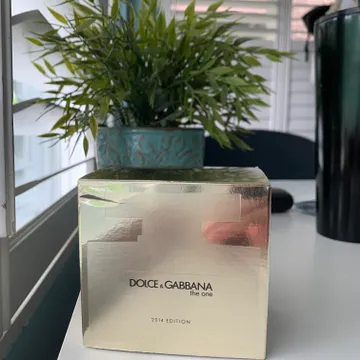 DOLCE & GABBANA
the one
2014 EDITION